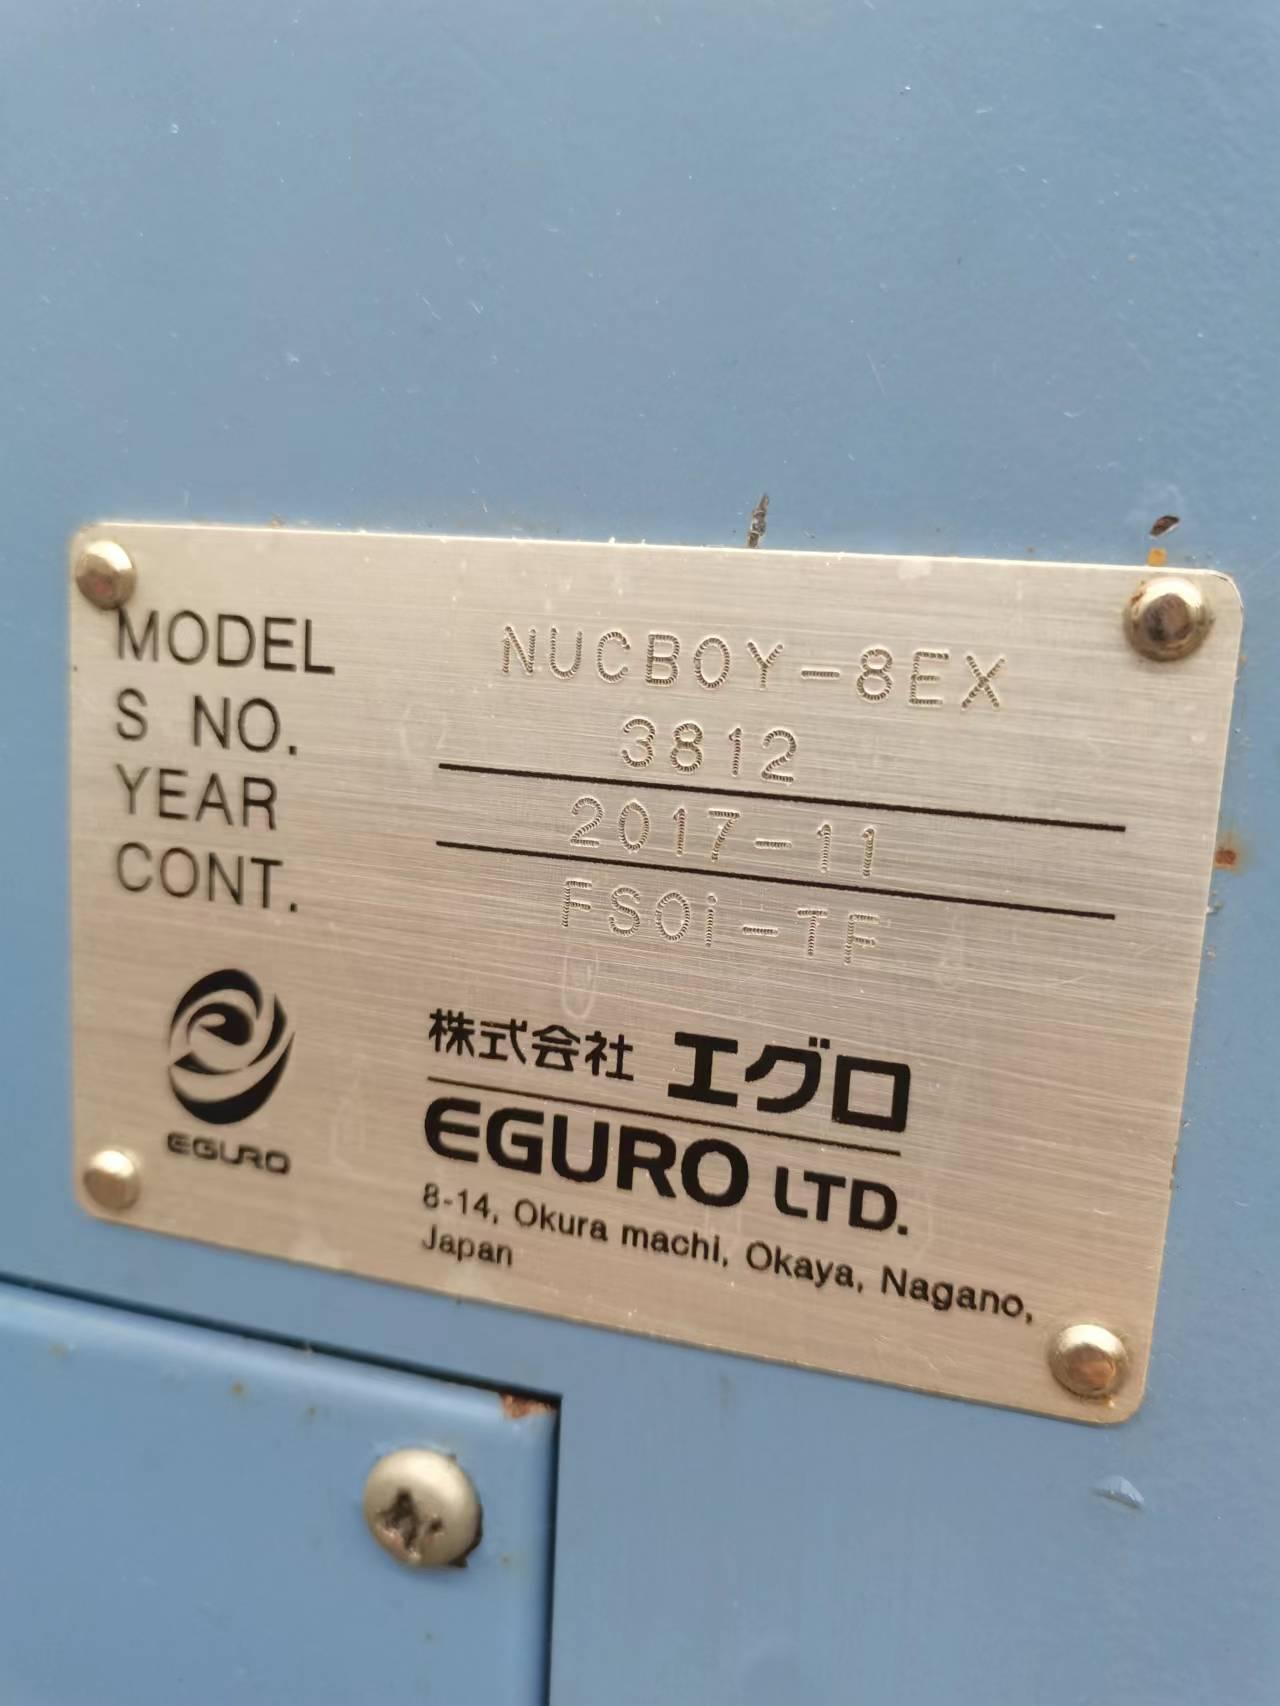 MODEL NUCBOY-8EX
S NO. 3812
YEAR 2017-11
CONT. FS0i-TF
EGURO
株式会社 エグロ
EGURO LTD.
8-14, Okura machi, Okaya, Nagano,
Japan